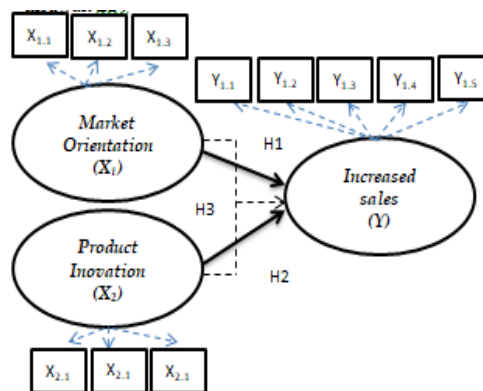 X1.1 X1.2 X1.3
Y1.1 Y1.2 Y1.3 Y1.4 Y1.5
Market
Orientation
(X1)
H1
Increased
sales
(Y)
H3
Product
Inovation
(X2)
H2
X2.1 X2.1 X2.1